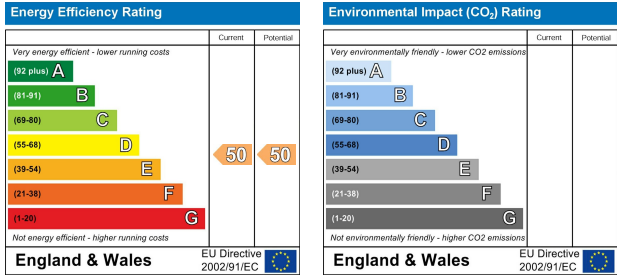 Energy Efficiency Rating
Current Potential
Very energy efficient - lower running costs
(92 plus) A
(81-91) B
(69-80) C
(55-68) D
(39-54) E
(21-38) F
(1-20) G
50 50
Not energy efficient - higher running costs
England & Wales
EU Directive
2002/91/EC
Environmental Impact (CO2) Rating
Current Potential
Very environmentally friendly - lower CO2 emissions
(92 plus) A
(81-91) B
(69-80) C
(55-68) D
(39-54) E
(21-38) F
(1-20) G
Not environmentally friendly - higher CO2 emissions
England & Wales
EU Directive
2002/91/EC